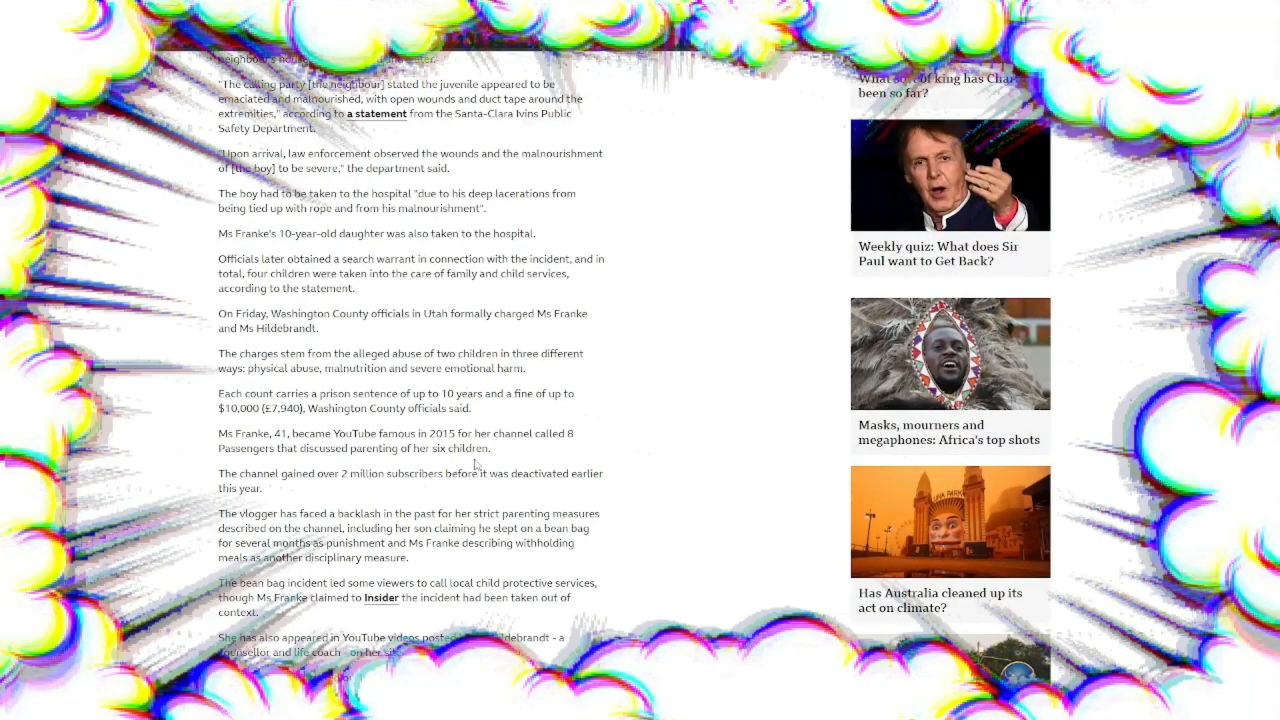 neighbour's
"The calling party [the neighbour] stated the juvenile appeared to be
emaciated and malnourished, with open wounds and duct tape around the
extremities," according to a statement from the Santa-Clara Ivins Public
Safety Department.
"Upon arrival, law enforcement observed the wounds and the malnourishment
of [the boy] to be severe," the department said.
The boy had to be taken to the hospital "due to his deep lacerations from
being tied up with rope and from his malnourishment".
Ms Franke's 10-year-old daughter was also taken to the hospital.
Officials later obtained a search warrant in connection with the incident, and in
total, four children were taken into the care of family and child services,
according to the statement.
On Friday, Washington County officials in Utah formally charged Ms Franke
and Ms Hildebrandt.
The charges stem from the alleged abuse of two children in three different
ways: physical abuse, malnutrition and severe emotional harm.
Each count carries a prison sentence of up to 10 years and a fine of up to
$10,000 (£7,940), Washington County officials said.
Ms Franke, 41, became YouTube famous in 2015 for her channel called 8
Passengers that discussed parenting of her six children.
The channel gained over 2 million subscribers before it was deactivated earlier
this year.
The vlogger has faced a backlash in the past for her strict parenting measures
described on the channel, including her son claiming he slept on a bean bag
for several months as punishment and Ms Franke describing withholding
meals as another disciplinary measure.
The bean bag incident led some viewers to call local child protective services,
though Ms Franke claimed to Insider the incident had been taken out of
context.
She has also appeared in YouTube videos posted - a
counsellor and life coach - on her
What of king has
been so far?
Weekly quiz: What does Sir
Paul want to Get Back?
Masks, mourners and
megaphones: Africa's top shots
LUNA PARK
Has Australia cleaned up its
act on climate?